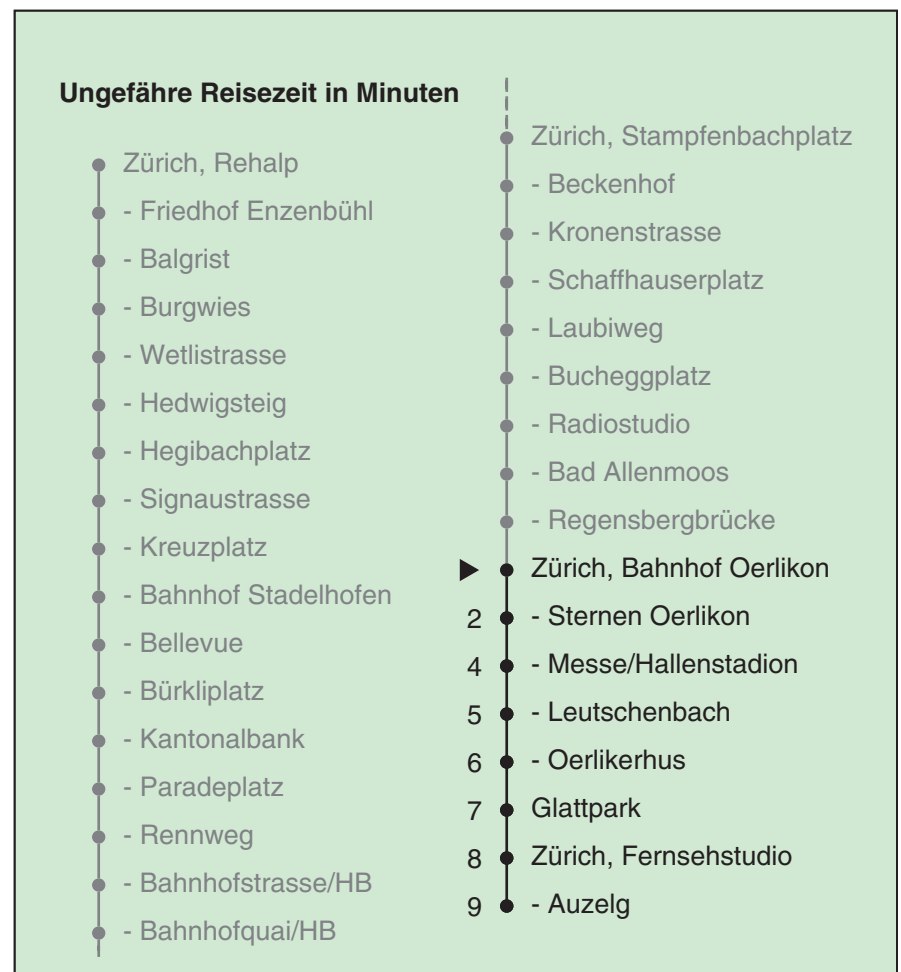 Ungefähre Reisezeit in Minuten
Zürich, Rehalp
- Friedhof Enzenbühl
- Balgrist
- Burgwies
- Wetlistrasse
- Hedwigsteig
- Hegibachplatz
- Signaustrasse
- Kreuzplatz
- Bahnhof Stadelhofen
- Bellevue
- Bürkliplatz
- Kantonalbank
- Paradeplatz
- Rennweg
- Bahnhofstrasse/HB
- Bahnhofquai/HB
Zürich, Stampfenbachplatz
- Beckenhof
- Kronenstrasse
- Schaffhauserplatz
- Laubiweg
- Bucheggplatz
- Radiostudio
- Bad Allenmoos
- Regensbergbrücke
Zürich, Bahnhof Oerlikon
2 - Sternen Oerlikon
4 - Messe/Hallenstadion
5 - Leutschenbach
6 - Oerlikerhus
7 Glattpark
8 Zürich, Fernsehstudio
9 - Auzelg